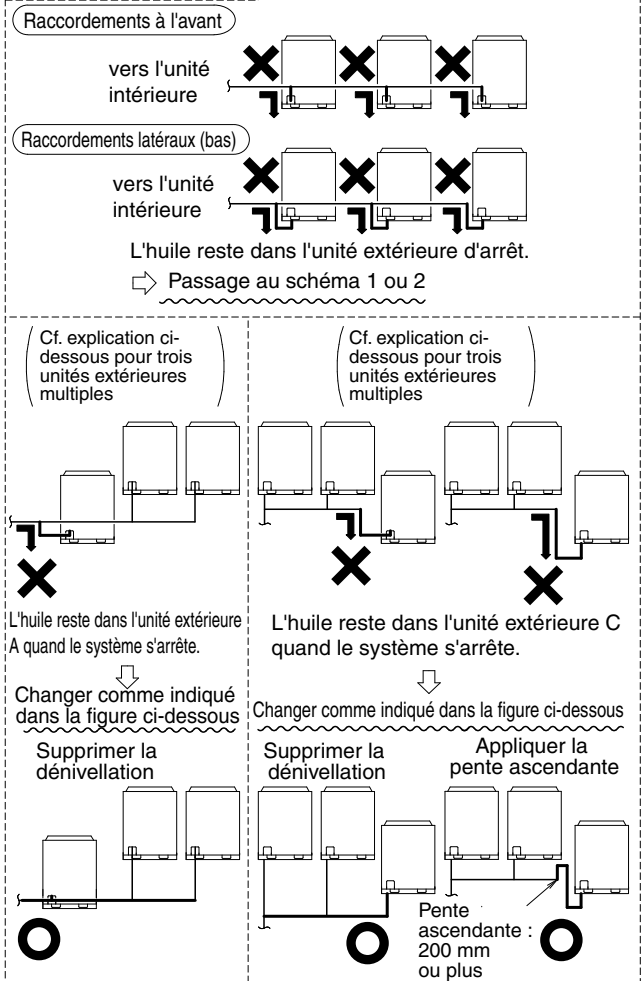 Raccordements à l'avant
vers l'unité
intérieure
Raccordements latéraux (bas)
vers l'unité
intérieure
L'huile reste dans l'unité extérieure d'arrêt.
Passage au schéma 1 ou 2
Cf. explication ci-
dessous pour trois
unités extérieures
multiples
L'huile reste dans l'unité extérieure
A quand le système s'arrête.
Changer comme indiqué
dans la figure ci-dessous
Supprimer la
dénivellation
Cf. explication ci-
dessous pour trois
unités extérieures
multiples
L'huile reste dans l'unité extérieure C
quand le système s'arrête.
Changer comme indiqué dans la figure ci-dessous
Supprimer la
dénivellation
Appliquer la
pente ascendante
Pente
ascendante :
200 mm
ou plus